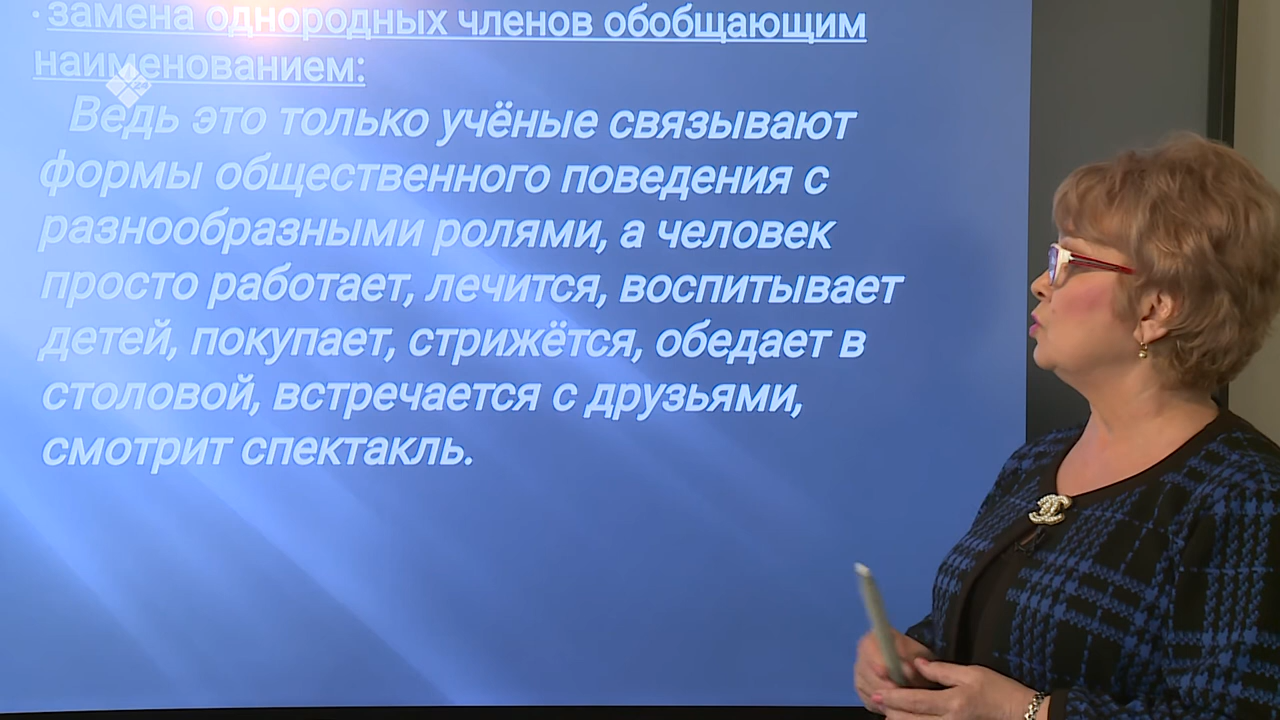 · замена однородных членов обобщающим
наименованием:
Ведь это только учёные связывают
формы общественного поведения с
разнообразными ролями, а человек
просто работает, лечится, воспитывает
детей, покупает, стрижётся, обедает в
столовой, встречается с друзьями,
смотрит спектакль.